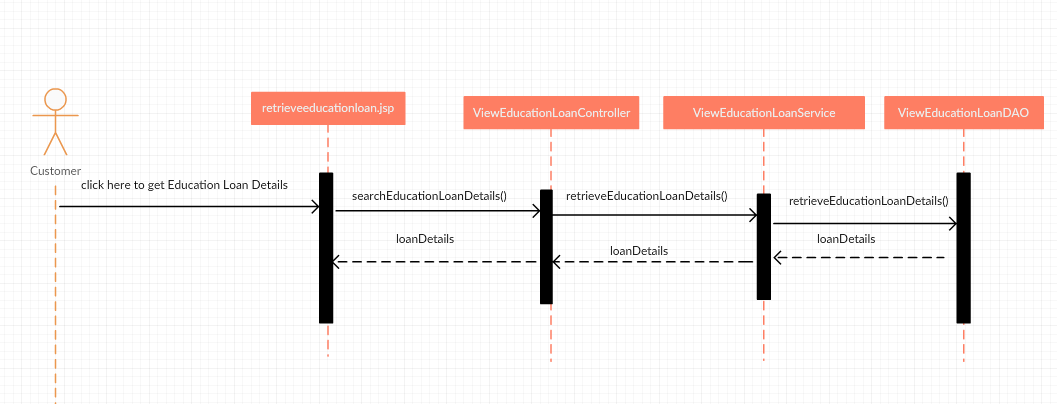 retrieveeducationloan.jsp
ViewEducationLoanController
ViewEducationLoanService
ViewEducationLoanDAO
Customer
click here to get Education Loan Details
searchEducationLoanDetails()
retrieveEducationLoanDetails()
retrieveEducationLoanDetails()
loanDetails
loanDetails
loanDetails